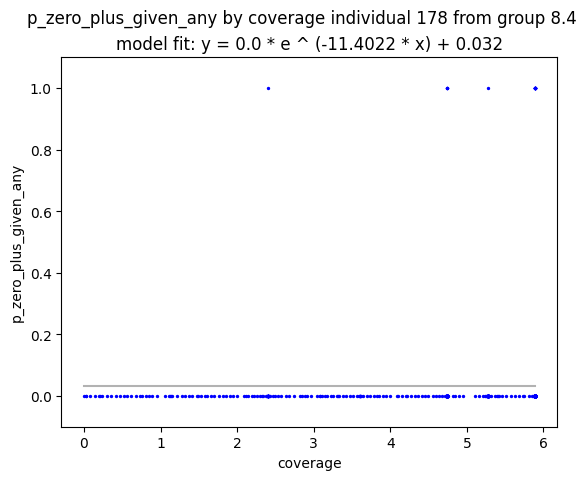 p_zero_plus_given_any by coverage individual 178 from group 8.4
model fit: y = 0.0 * e ^ (-11.4022 * x) + 0.032
1.0
0.8
0.6
0.4
0.2
0.0
p_zero_plus_given_any
0 1 2 3 4 5 6
coverage